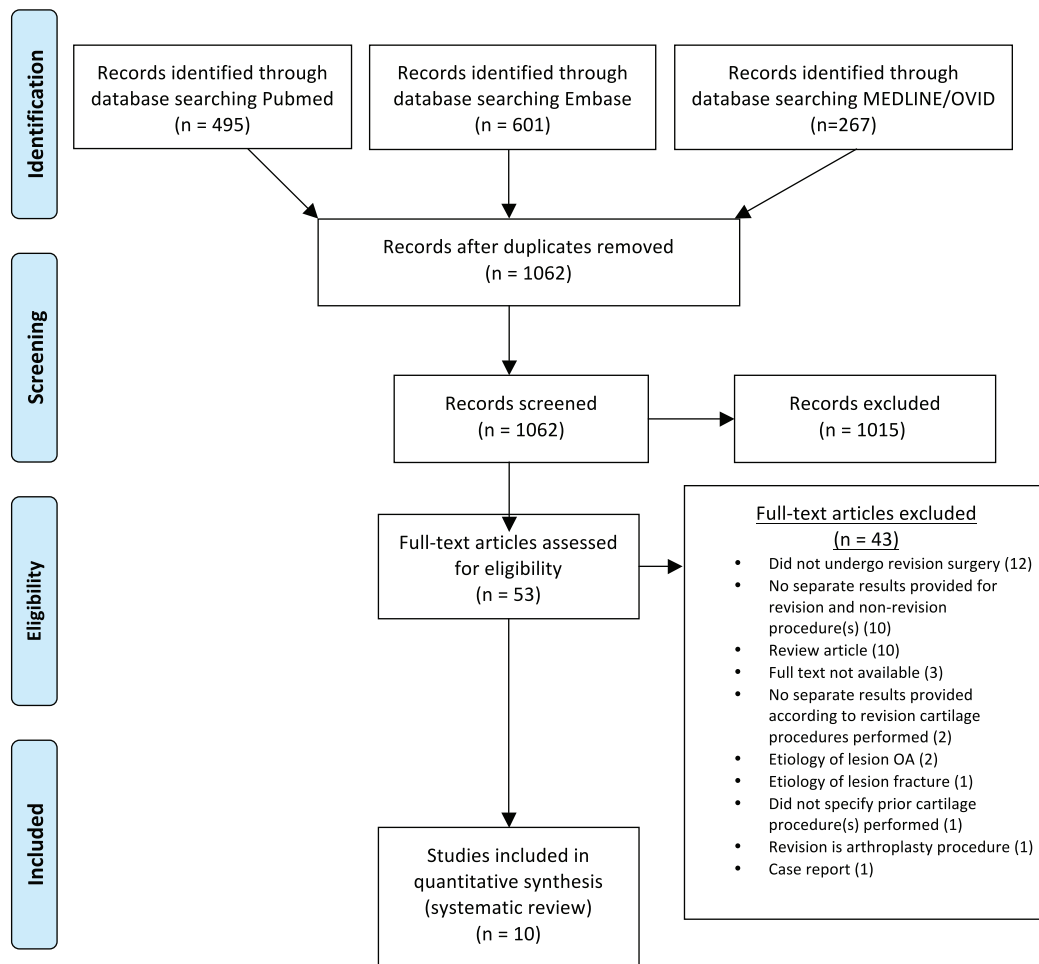 Identification
Records identified through
database searching Pubmed
(n = 495)
Records identified through
database searching Embase
(n = 601)
Records identified through
database searching MEDLINE/OVID
(n=267)
Records after duplicates removed
(n = 1062)
Screening
Records screened
(n = 1062)
Records excluded
(n = 1015)
Eligibility
Full-text articles assessed
for eligibility
(n = 53)
Full-text articles excluded
(n = 43)
• Did not undergo revision surgery (12)
• No separate results provided for
revision and non-revision
procedure(s) (10)
• Review article (10)
• Full text not available (3)
• No separate results provided
according to revision cartilage
procedures performed (2)
• Etiology of lesion OA (2)
• Etiology of lesion fracture (1)
• Did not specify prior cartilage
procedure(s) performed (1)
• Revision is arthroplasty procedure (1)
• Case report (1)
Included
Studies included in
quantitative synthesis
(systematic review)
(n = 10)